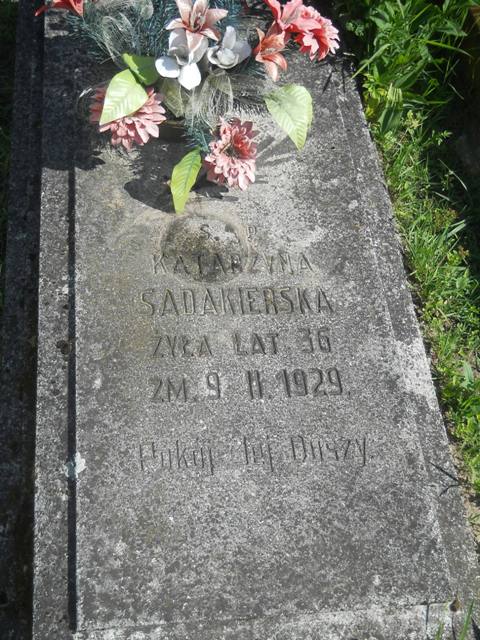 Ś. P.
KATARZYNA
SADAKIERSKA
ŻYŁA LAT 36
ZM. 9 II. 1929.
Pokój Jej Duszy.